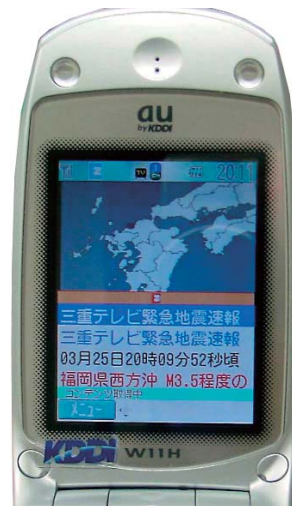 au
by KDDI
20:11
三重テレビ緊急地震速報
三重テレビ緊急地震速報
03月25日20時09分52秒頃
福岡県西方沖 M3.5程度の
コンテンツ取得中
メニュー
KDDI
W11H